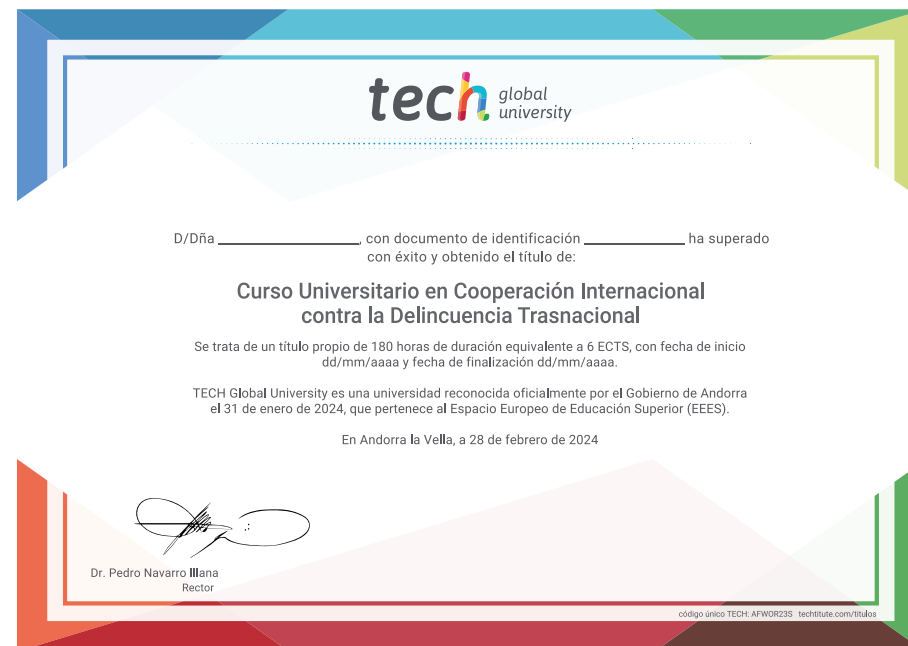 tech global university
D/Dña ____________________, con documento de identificación ______________ ha superado
con éxito y obtenido el título de:
Curso Universitario en Cooperación Internacional
contra la Delincuencia Trasnacional
Se trata de un título propio de 180 horas de duración equivalente a 6 ECTS, con fecha de inicio
dd/mm/aaaa y fecha de finalización dd/mm/aaaa.
TECH Global University es una universidad reconocida oficialmente por el Gobierno de Andorra
el 31 de enero de 2024, que pertenece al Espacio Europeo de Educación Superior (EEES).
En Andorra la Vella, a 28 de febrero de 2024
Dr. Pedro Navarro Illana
Rector
código único TECH: AFWOR23S techtitute.com/titulos